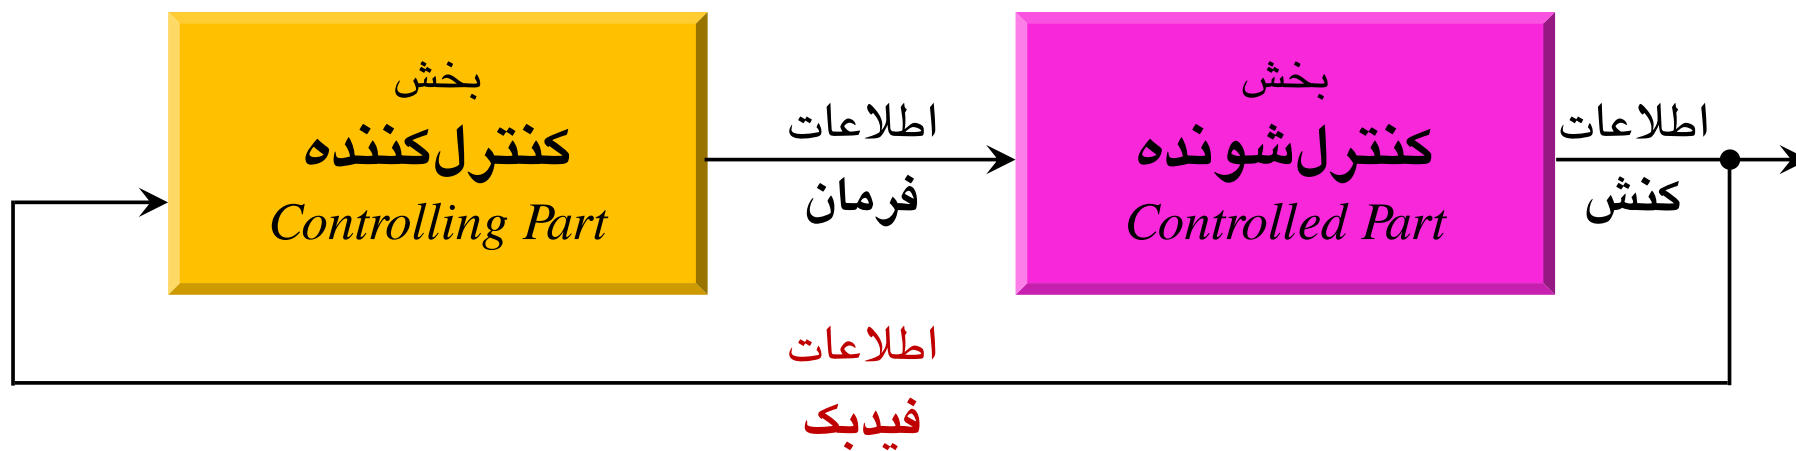 بخش
کنترل‌کننده
Controlling Part
اطلاعات
فرمان
بخش
کنترل‌شونده
Controlled Part
اطلاعات
کنش
اطلاعات
فیدبک